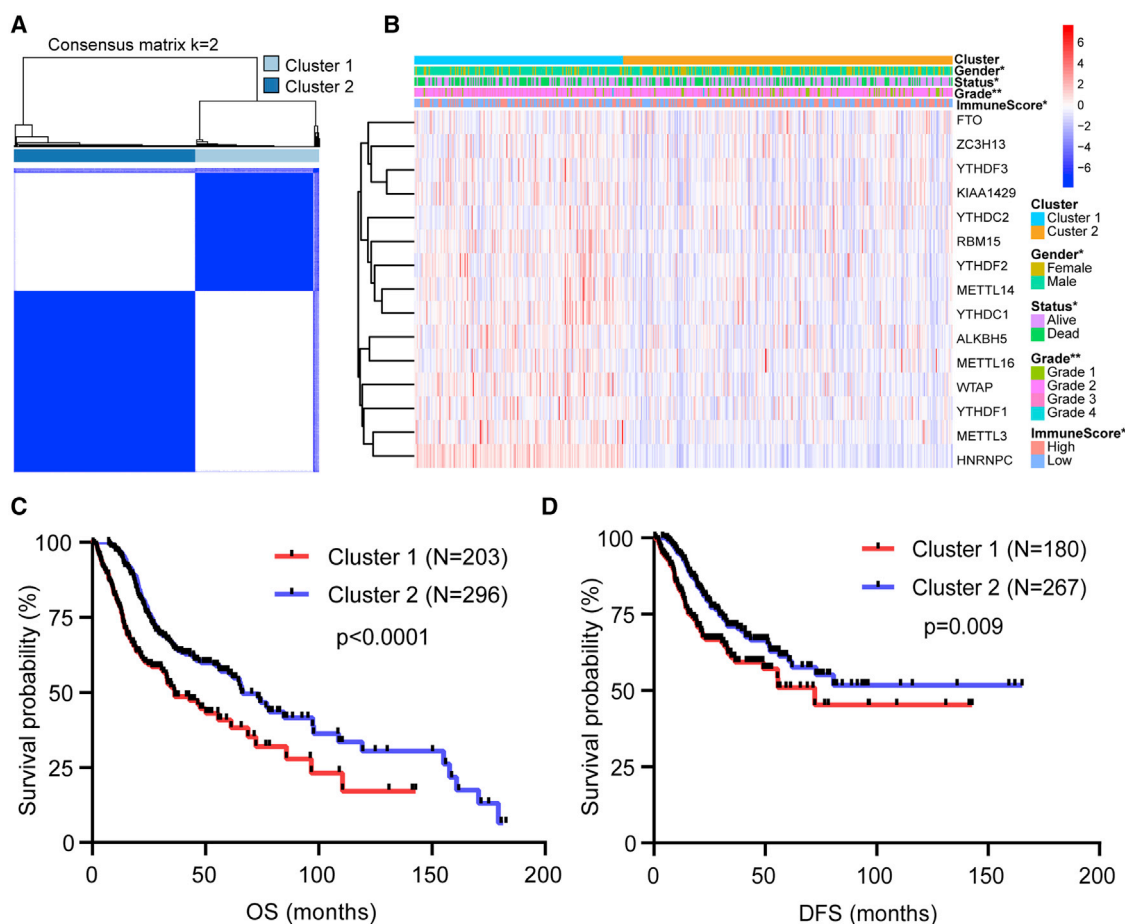 A
Consensus matrix k=2
Cluster 1
Cluster 2
B
Cluster
Gender*
Status*
Grade**
ImmuneScore*
FTO
ZC3H13
YTHDF3
KIAA1429
YTHDC2
RBM15
YTHDF2
METTL14
YTHDC1
ALKBH5
METTL16
WTAP
YTHDF1
METTL3
HNRNPC
6
4
2
0
−2
−4
−6
Cluster
Cluster 1
Custer 2
Gender*
Female
Male
Status*
Alive
Dead
Grade**
Grade 1
Grade 2
Grade 3
Grade 4
ImmuneScore*
High
Low
C
Survival probability (%)
100
75
50
25
0
Cluster 1 (N=203)
Cluster 2 (N=296)
p<0.0001
0 50 100 150 200
OS (months)
D
Survival probability (%)
100
75
50
25
0
Cluster 1 (N=180)
Cluster 2 (N=267)
p=0.009
0 50 100 150 200
DFS (months)